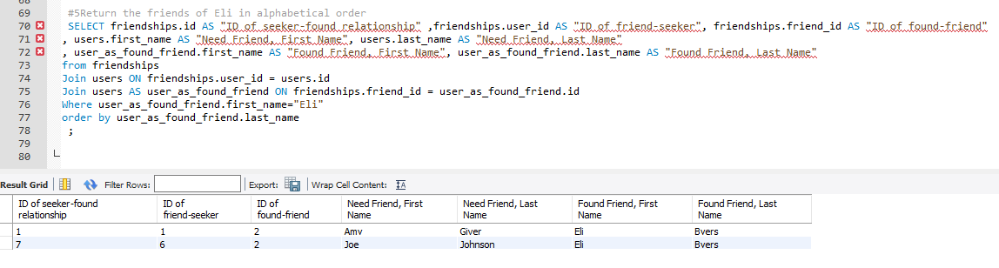 68
69 #5Return the friends of Eli in alphabetical order
70 SELECT friendships.id AS "ID of seeker-found relationship" ,friendships.user_id AS "ID of friend-seeker", friendships.friend_id AS "ID of found-friend"
71 , users.first_name AS "Need Friend, First Name", users.last_name AS "Need Friend, Last Name"
72 , user_as_found_friend.first_name AS "Found Friend, First Name", user_as_found_friend.last_name AS "Found Friend, Last Name"
73 from friendships
74 Join users ON friendships.user_id = users.id
75 Join users AS user_as_found_friend ON friendships.friend_id = user_as_found_friend.id
76 Where user_as_found_friend.first_name="Eli"
77 order by user_as_found_friend.last_name
78 ;
79
80
Result Grid Filter Rows: Export: Wrap Cell Content: IA
ID of seeker-found ID of ID of Need Friend, First Need Friend, Last Found Friend, First Found Friend, Last
relationship friend-seeker found-friend Name Name Name Name
1 1 2 Amy Giver Eli Byers
7 6 2 Joe Johnson Eli Byers